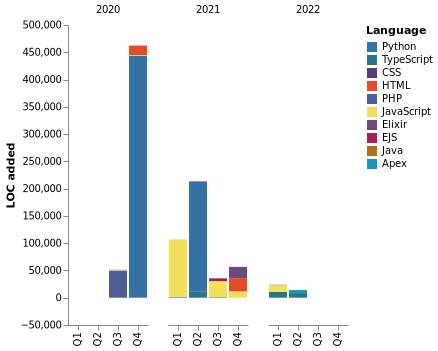 2020 2021 2022
Language
Python
TypeScript
CSS
HTML
PHP
JavaScript
Elixir
EJS
Java
Apex
LOC added
500,000
450,000
400,000
350,000
300,000
250,000
200,000
150,000
100,000
50,000
0
−50,000
Q1 Q2 Q3 Q4 Q1 Q2 Q3 Q4 Q1 Q2 Q3 Q4